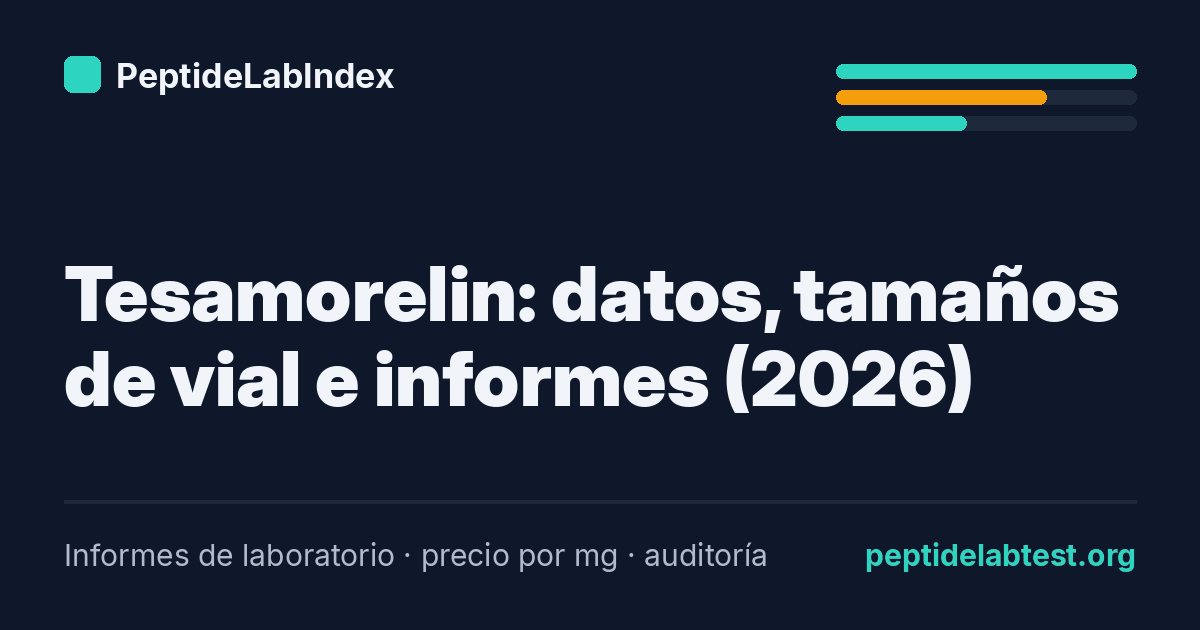 PeptideLabIndex
Tesamorelin: datos, tamaños
de vial e informes (2026)
Informes de laboratorio · precio por mg · auditoría
peptidelabtest.org